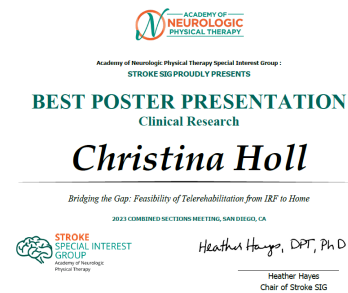 ACADEMY OF
NEUROLOGIC
PHYSICAL THERAPY
Academy of Neurologic Physical Therapy Special Interest Group :
STROKE SIG PROUDLY PRESENTS
BEST POSTER PRESENTATION
Clinical Research
Christina Holl
Bridging the Gap: Feasibility of Telerehabilitation from IRF to Home
2023 COMBINED SECTIONS MEETING, SAN DIEGO, CA
STROKE
SPECIAL INTEREST
GROUP
Academy of Neurologic
Physical Therapy
Heather Hayes, DPT, PhD
Heather Hayes
Chair of Stroke SIG